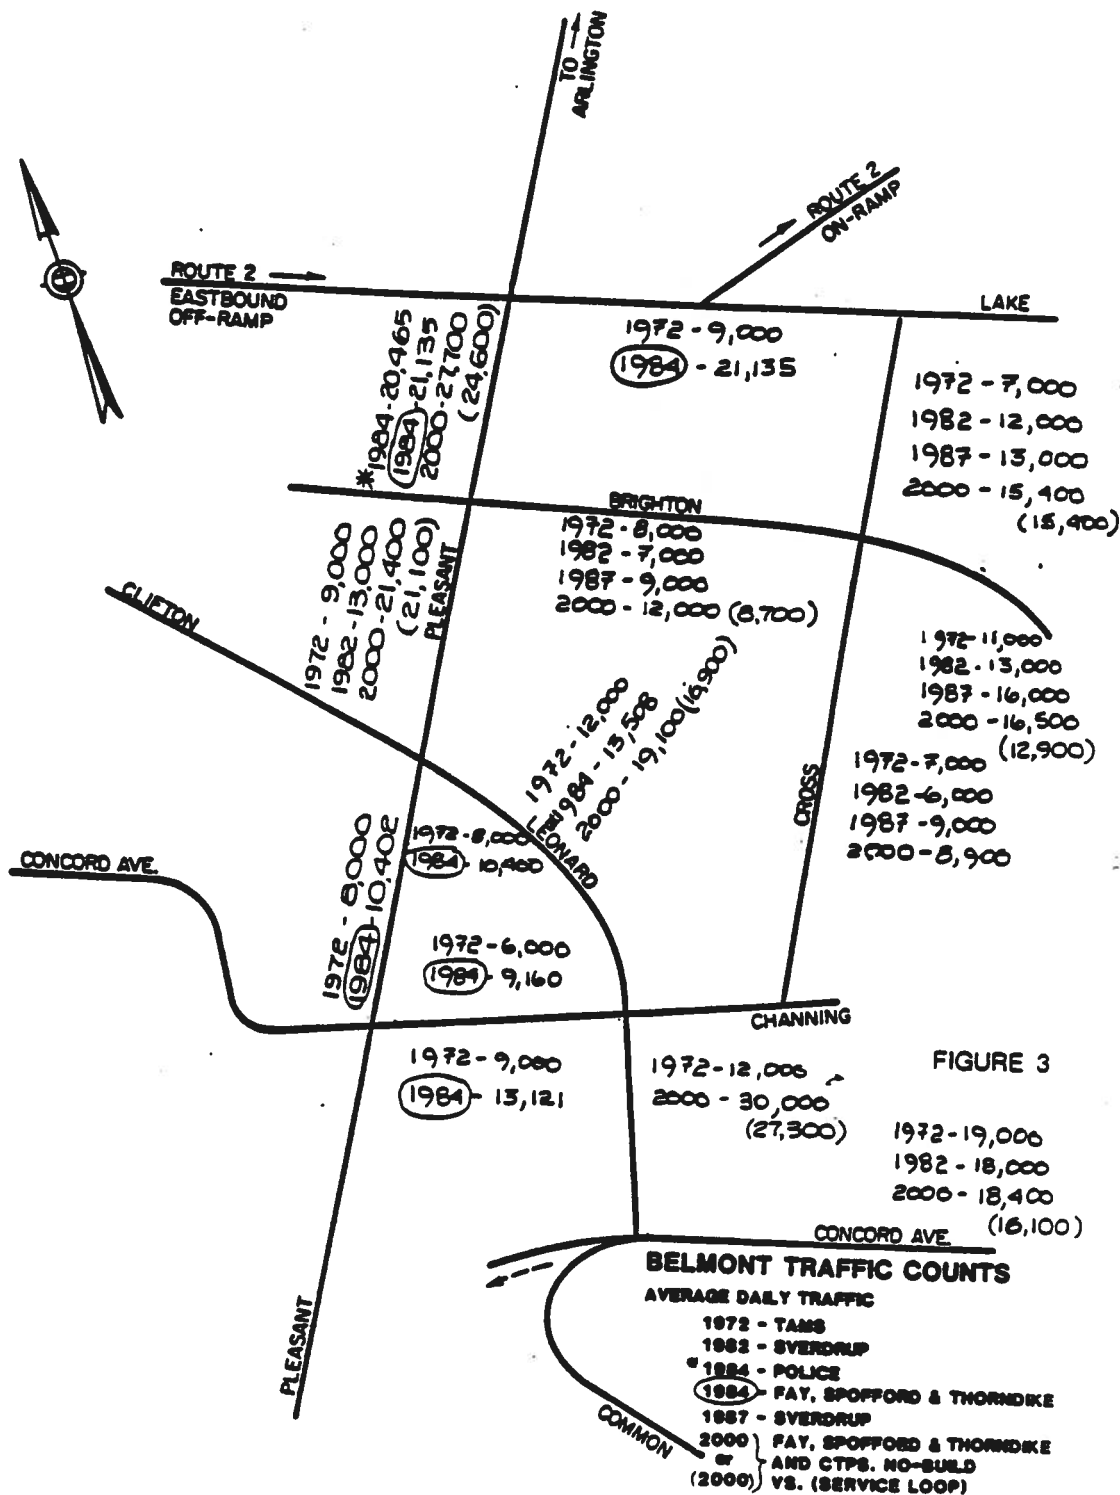 TO
ARLINGTON
ROUTE 2
ON-RAMP
ROUTE 2
EASTBOUND
OFF-RAMP
LAKE
*1984-20,465
1984-21,135
2000-27,700
(24,600)
1972-9,000
1984 - 21,135
1972-7,000
1982-12,000
1987-13,000
2000-15,400
(15,400)
BRIGHTON
1972-8,000
1982-7,000
1987-9,000
2000-12,000 (8,700)
PLEASANT
1972-9,000
1982-13,000
2000-21,400
(21,100)
CLIFTON
1972-12,000
1984-13,508
2000-19,100 (16,900)
LEONARD
1972-11,000
1982-13,000
1987-16,000
2000-16,500
(12,900)
CROSS
1972-7,000
1982-6,000
1987-9,000
2000-8,900
1972-8,000
1984-10,400
1972-8,000
1984-10,402
CONCORD AVE.
1972-6,000
1984-9,160
CHANNING
1972-9,000
1984-13,121
1972-12,000
2000-30,000
(27,300)
FIGURE 3
1972-19,000
1982-18,000
2000-18,400
(16,100)
CONCORD AVE.
PLEASANT
COMMON
BELMONT TRAFFIC COUNTS
AVERAGE DAILY TRAFFIC
1972 - TAMS
1982 - SVERDRUP
* 1984 - POLICE
1984 - FAY, SPOFFORD & THORNDIKE
1987 - SVERDRUP
2000 } FAY, SPOFFORD & THORNDIKE
or } AND CTPS. NO-BUILD
(2000) } VS. (SERVICE LOOP)